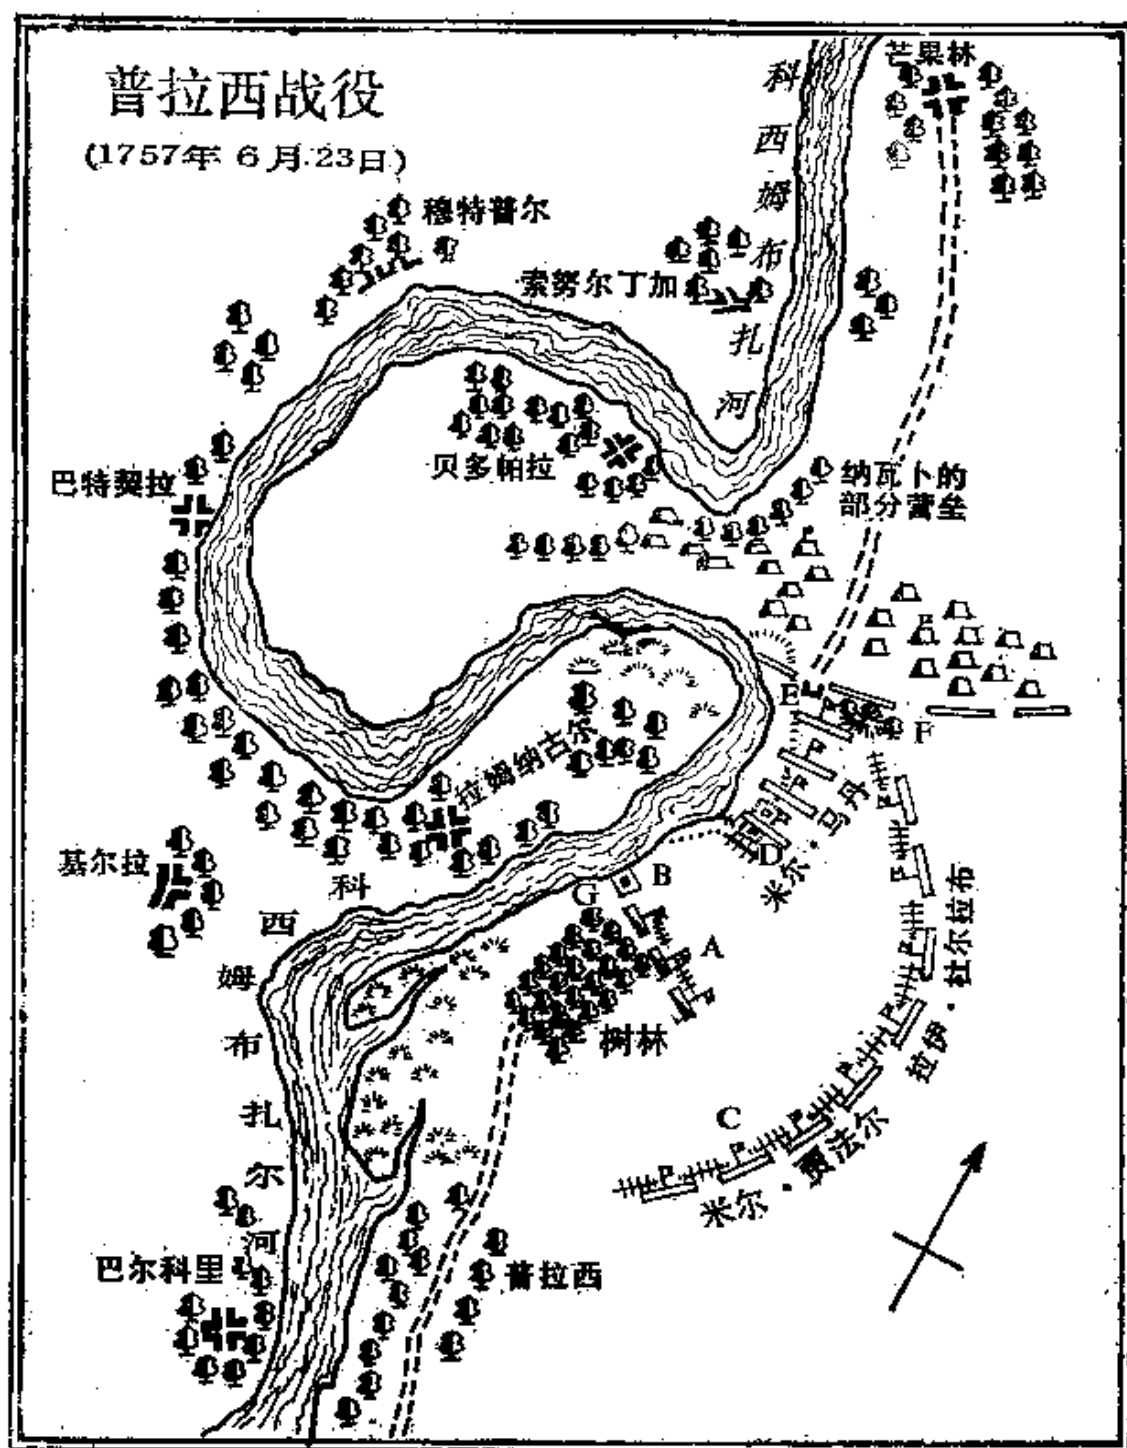 普拉西战役
(1757年6月23日)
芒果林
科西姆布扎河
穆特普尔
索努尔丁加
贝多帕拉
巴特契拉
纳瓦卜的
部分营垒
E
F
拉姆纳古尔
米尔·马丹
D
B
G
A
基尔拉
科西姆布扎尔河
树林
拉伊·杜尔拉布
C
米尔·贾法尔
巴尔科里
普拉西